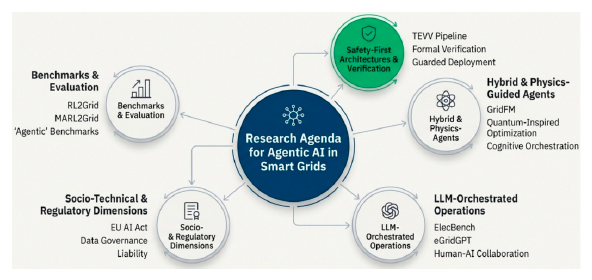 Safety-First
Architectures &
Verification
TEVV Pipeline
Formal Verification
Guarded Deployment
Benchmarks &
Evaluation
RL2Grid
MARL2Grid
'Agentic' Benchmarks
Benchmarks
& Evaluation
Research Agenda
for Agentic AI in
Smart Grids
Hybrid &
Physics-
Agents
Hybrid & Physics-
Guided Agents
GridFM
Quantum-Inspired
Optimization
Cognitive Orchestration
Socio-Technical &
Regulatory Dimensions
EU AI Act
Data Governance
Liability
Socio-
& Regulatory
Dimensions
LLM-
Orchestrated
Operations
LLM-Orchestrated
Operations
ElecBench
eGridGPT
Human-AI Collaboration